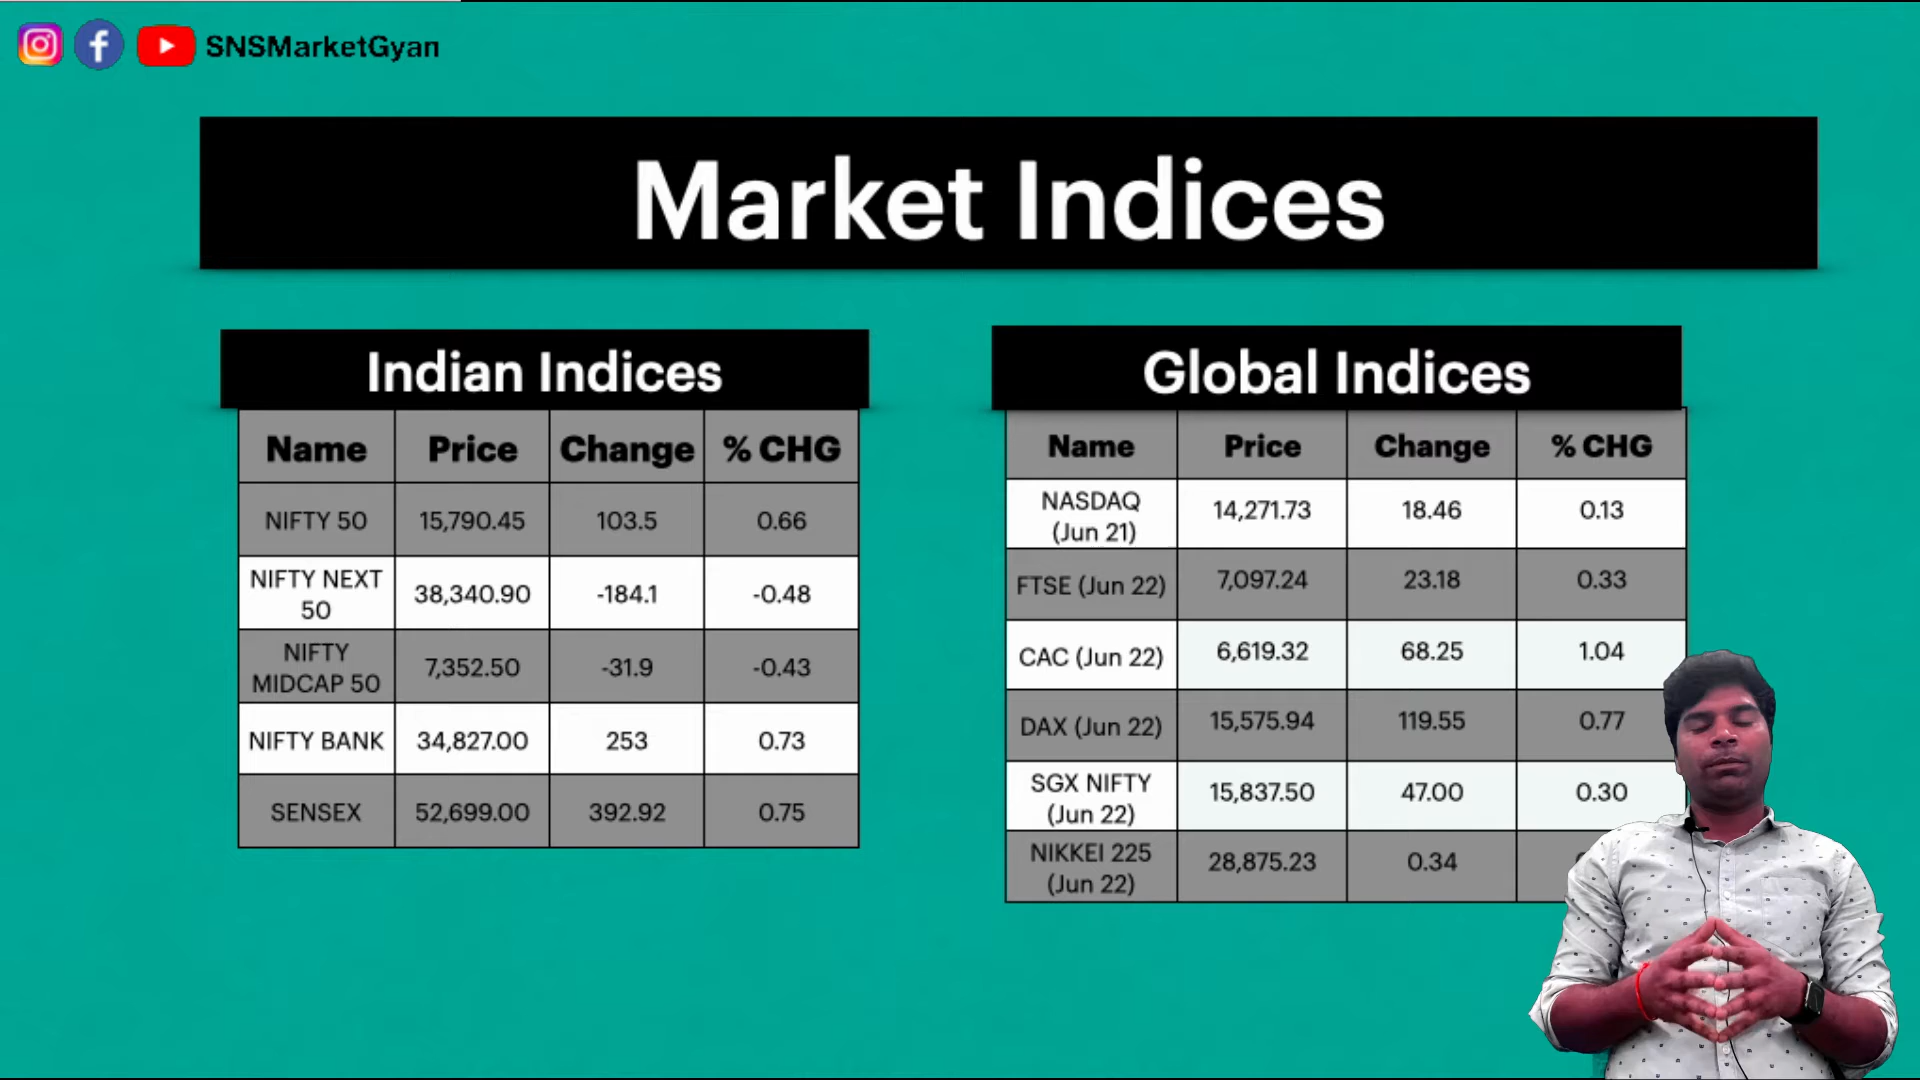 SNSMarketGyan
Market Indices
Indian Indices
Name Price Change % CHG
NIFTY 50 15,790.45 103.5 0.66
NIFTY NEXT
50 38,340.90 -184.1 -0.48
NIFTY
MIDCAP 50 7,352.50 -31.9 -0.43
NIFTY BANK 34,827.00 253 0.73
SENSEX 52,699.00 392.92 0.75
Global Indices
Name Price Change % CHG
NASDAQ
(Jun 21) 14,271.73 18.46 0.13
FTSE (Jun 22) 7,097.24 23.18 0.33
CAC (Jun 22) 6,619.32 68.25 1.04
DAX (Jun 22) 15,575.94 119.55 0.77
SGX NIFTY
(Jun 22) 15,837.50 47.00 0.30
NIKKEI 225
(Jun 22) 28,875.23 0.34